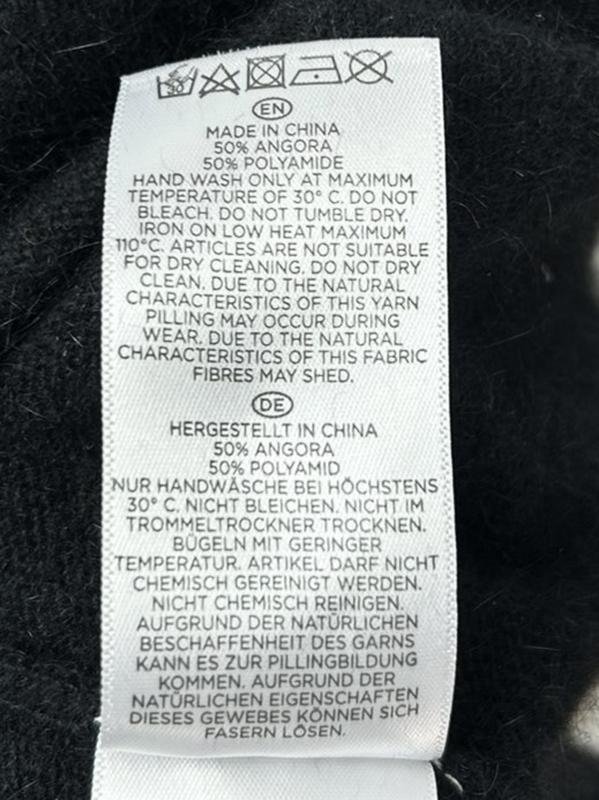 30
EN
MADE IN CHINA
50% ANGORA
50% POLYAMIDE
HAND WASH ONLY AT MAXIMUM
TEMPERATURE OF 30° C. DO NOT
BLEACH. DO NOT TUMBLE DRY.
IRON ON LOW HEAT MAXIMUM
110°C. ARTICLES ARE NOT SUITABLE
FOR DRY CLEANING. DO NOT DRY
CLEAN. DUE TO THE NATURAL
CHARACTERISTICS OF THIS YARN
PILLING MAY OCCUR DURING
WEAR. DUE TO THE NATURAL
CHARACTERISTICS OF THIS FABRIC
FIBRES MAY SHED.
DE
HERGESTELLT IN CHINA
50% ANGORA
50% POLYAMID
NUR HANDWÄSCHE BEI HÖCHSTENS
30° C. NICHT BLEICHEN. NICHT IM
TROMMELTROCKNER TROCKNEN.
BÜGELN MIT GERINGER
TEMPERATUR. ARTIKEL DARF NICHT
CHEMISCH GEREINIGT WERDEN.
NICHT CHEMISCH REINIGEN.
AUFGRUND DER NATÜRLICHEN
BESCHAFFENHEIT DES GARNS
KANN ES ZUR PILLINGBILDUNG
KOMMEN. AUFGRUND DER
NATÜRLICHEN EIGENSCHAFTEN
DIESES GEWEBES KÖNNEN SICH
FASERN LÖSEN.